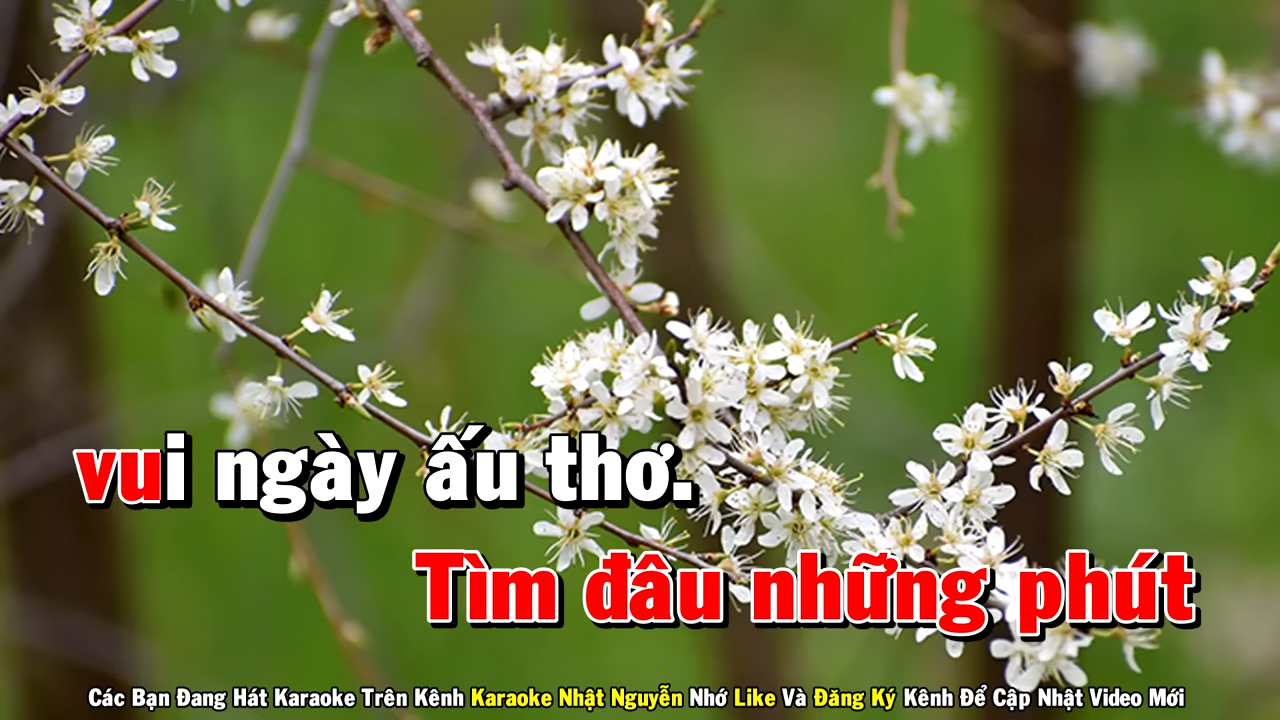 vui ngày ấu thơ.
Tìm đâu những phút
Các Bạn Đang Hát Karaoke Trên Kênh Karaoke Nhật Nguyễn Nhớ Like Và Đăng Ký Kênh Để Cập Nhật Video Mới